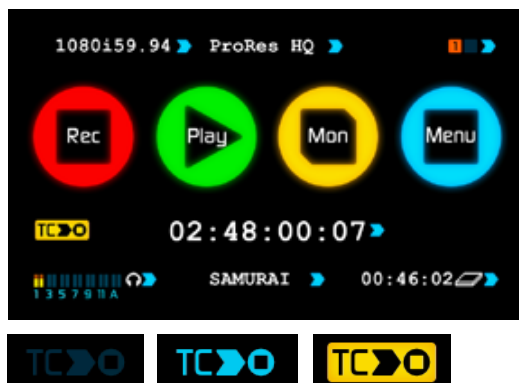 1080i59.94 ProRes HQ 1
Rec Play Mon Menu
TC 02:48:00:07
1 3 5 7 9 11 A SAMURAI 00:46:02
TC TC TC